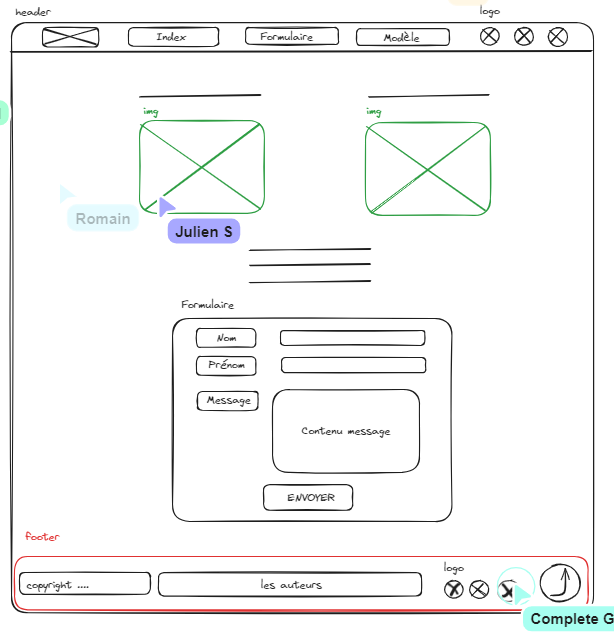 header
logo
Index
Formulaire
Modèle
img
img
Romain
Julien S
Formulaire
Nom
Prénom
Message
Contenu message
ENVOYER
footer
logo
copyright ....
les auteurs
Complete G